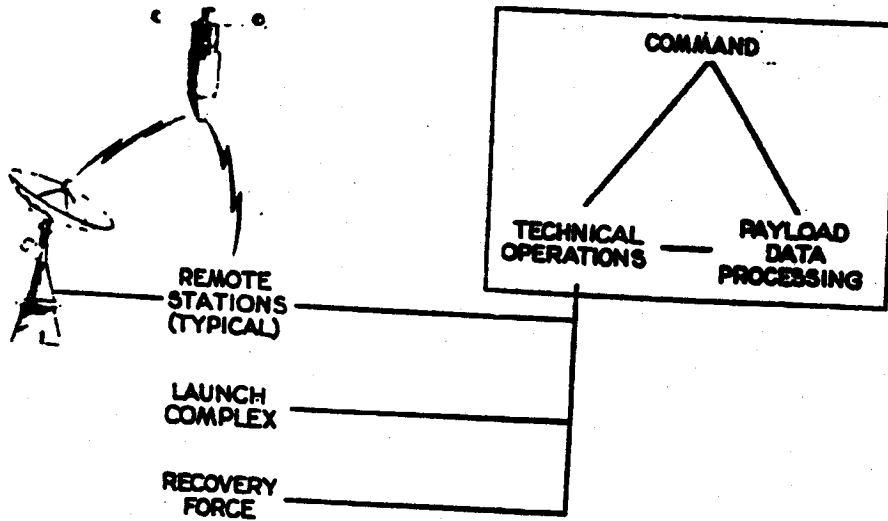 COMMAND
TECHNICAL
OPERATIONS
PAYLOAD
DATA
PROCESSING
REMOTE
STATIONS
(TYPICAL)
LAUNCH
COMPLEX
RECOVERY
FORCE